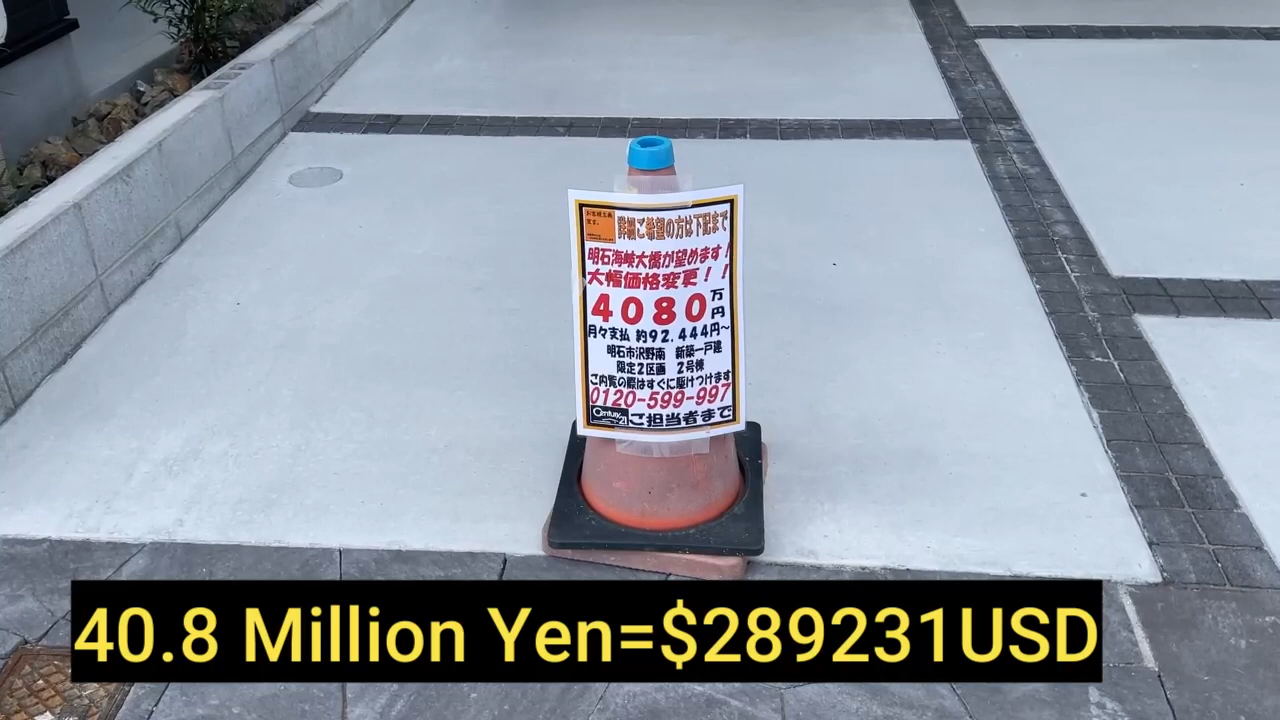 お客様工典
詳細ご希望の方は下記まで
明石海峡大橋が望めます!
大幅価格変更!!
4080万円
月々支払 約92.444円~
明石市沢野南 新築一戸建
限定2区画 2号棟
ご内覧の際はすぐに駆けつけます
0120-599-997
Century 21 ご担当者まで
40.8 Million Yen=$289231USD